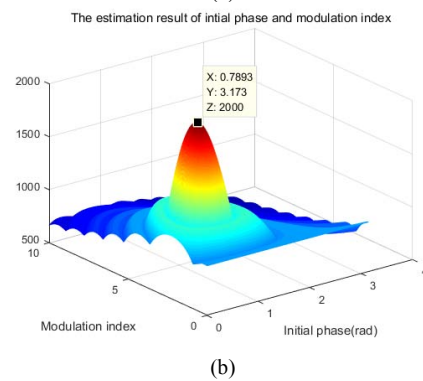 The estimation result of intial phase and modulation index
X: 0.7893
Y: 3.173
Z: 2000
2000
1500
1000
500
10
5
0
0
1
2
3
Modulation index
Initial phase(rad)
(b)